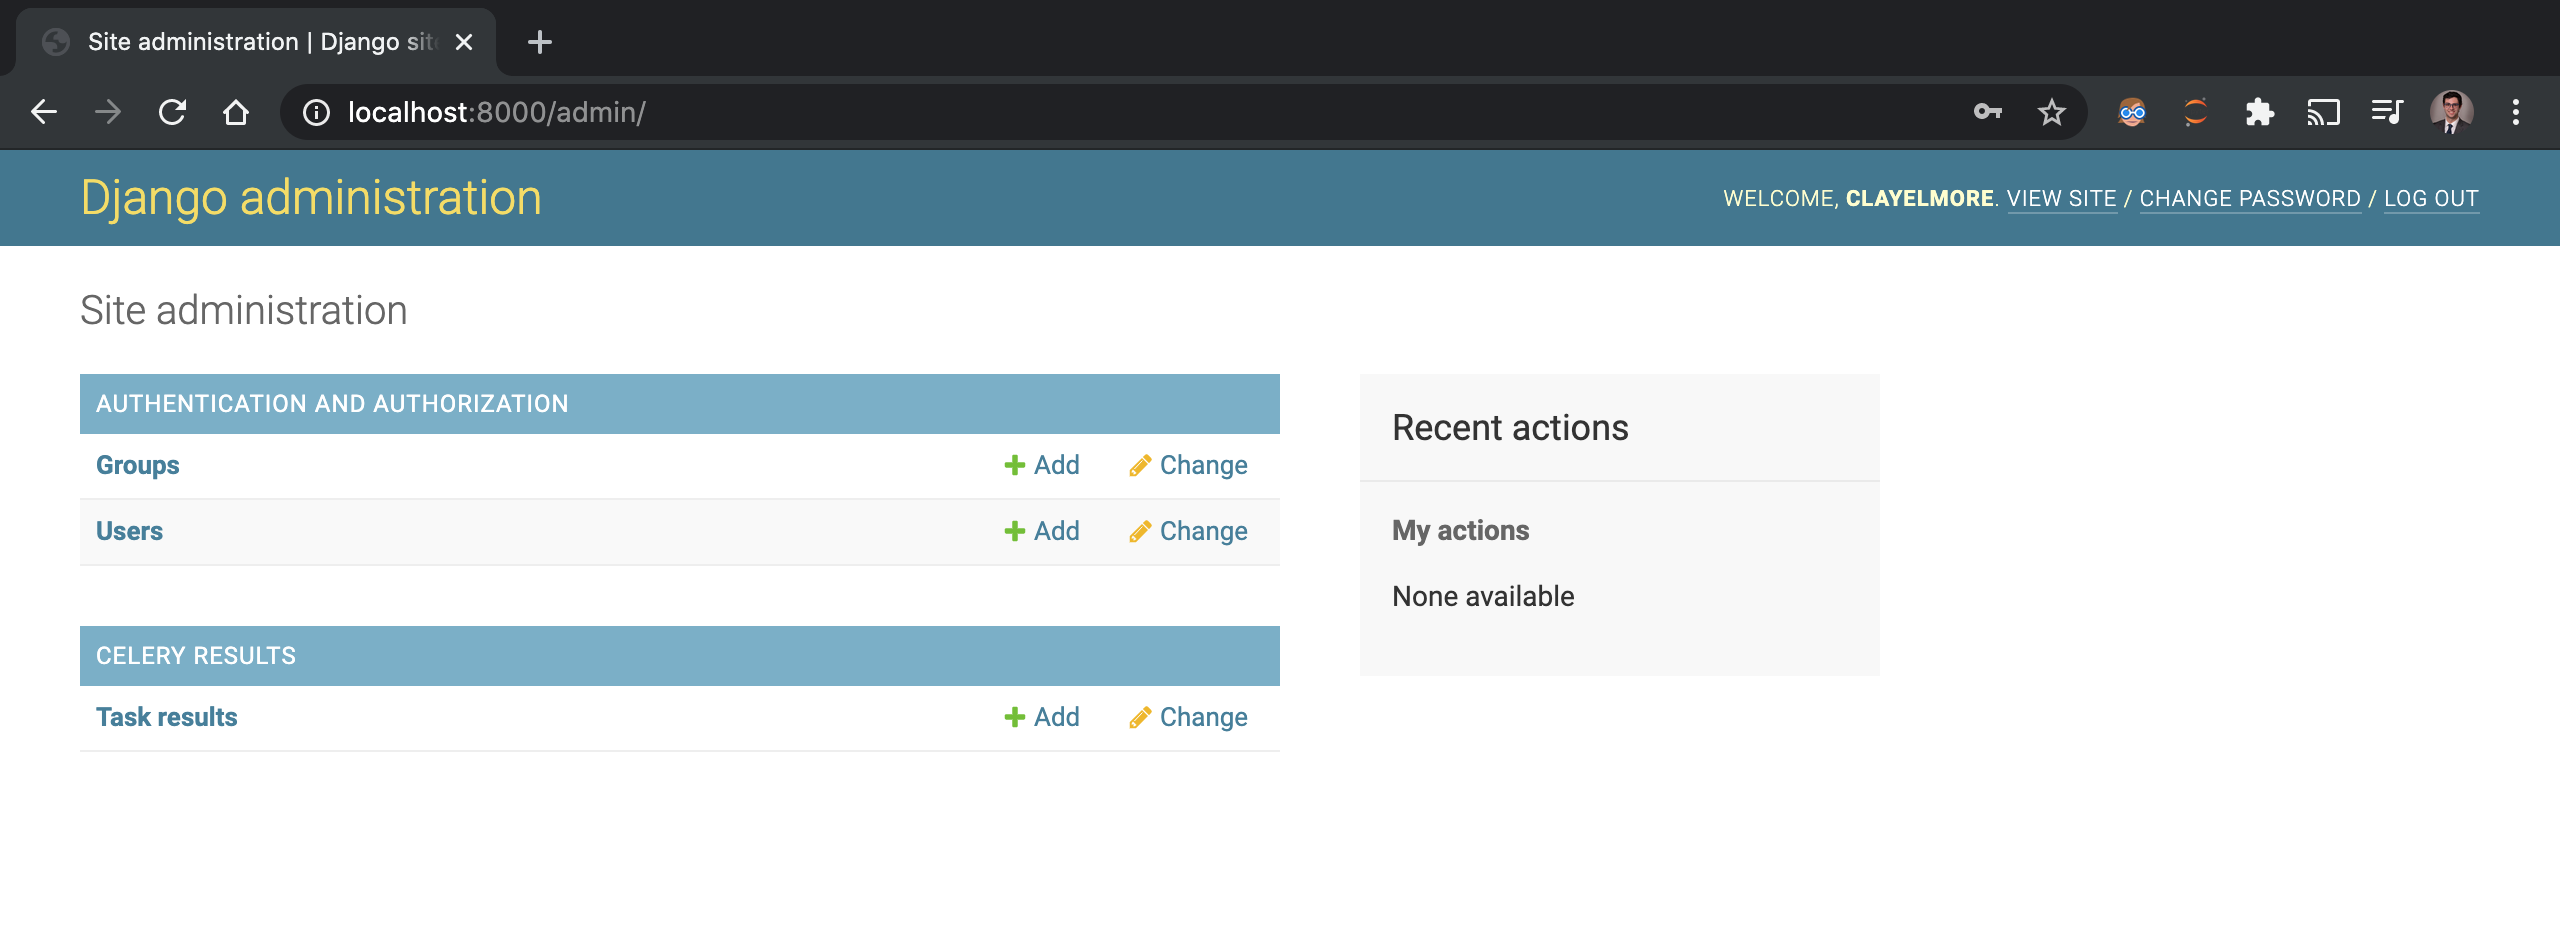 Site administration | Django sit
localhost:8000/admin/
Django administration
WELCOME, CLAYELMORE. VIEW SITE / CHANGE PASSWORD / LOG OUT
Site administration
AUTHENTICATION AND AUTHORIZATION
Groups Add Change
Users Add Change
CELERY RESULTS
Task results Add Change
Recent actions
My actions
None available